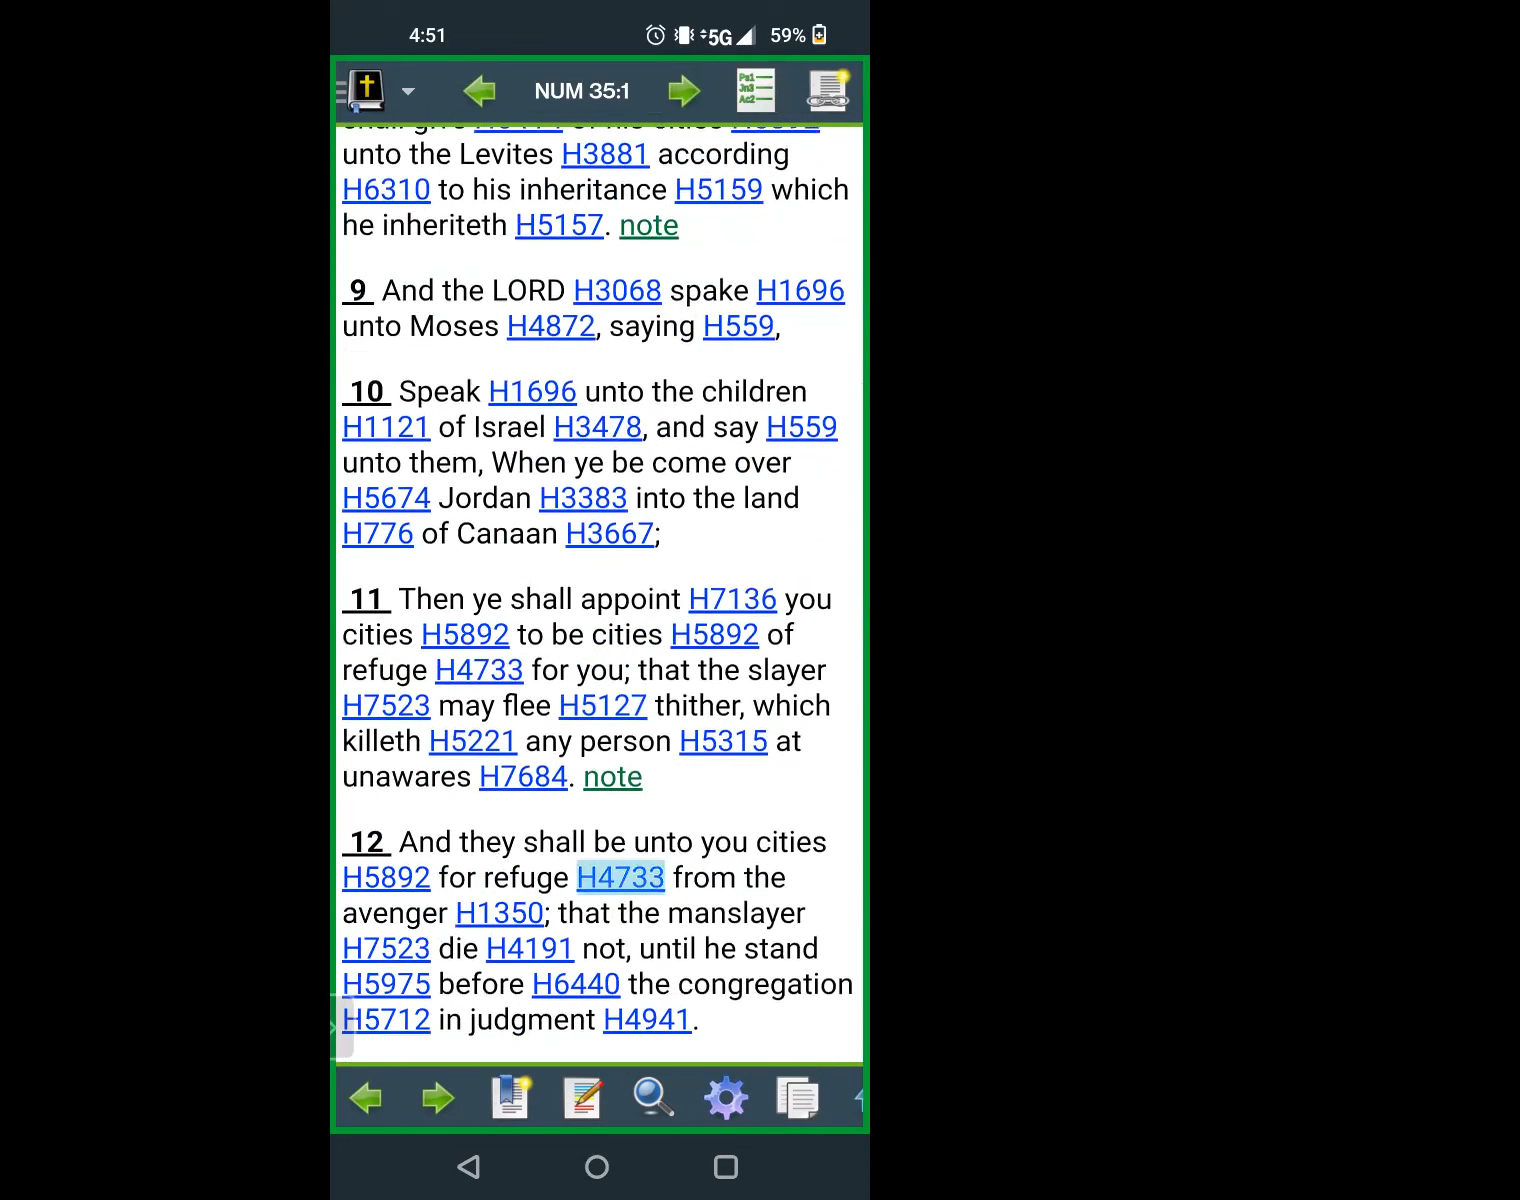 4:51
5G
59%
NUM 35:1
Ps1
Jn3
Ac2
unto the Levites H3881 according
H6310 to his inheritance H5159 which
he inheriteth H5157. note
9 And the LORD H3068 spake H1696
unto Moses H4872, saying H559,
10 Speak H1696 unto the children
H1121 of Israel H3478, and say H559
unto them, When ye be come over
H5674 Jordan H3383 into the land
H776 of Canaan H3667;
11 Then ye shall appoint H7136 you
cities H5892 to be cities H5892 of
refuge H4733 for you; that the slayer
H7523 may flee H5127 thither, which
killeth H5221 any person H5315 at
unawares H7684. note
12 And they shall be unto you cities
H5892 for refuge H4733 from the
avenger H1350; that the manslayer
H7523 die H4191 not, until he stand
H5975 before H6440 the congregation
H5712 in judgment H4941.